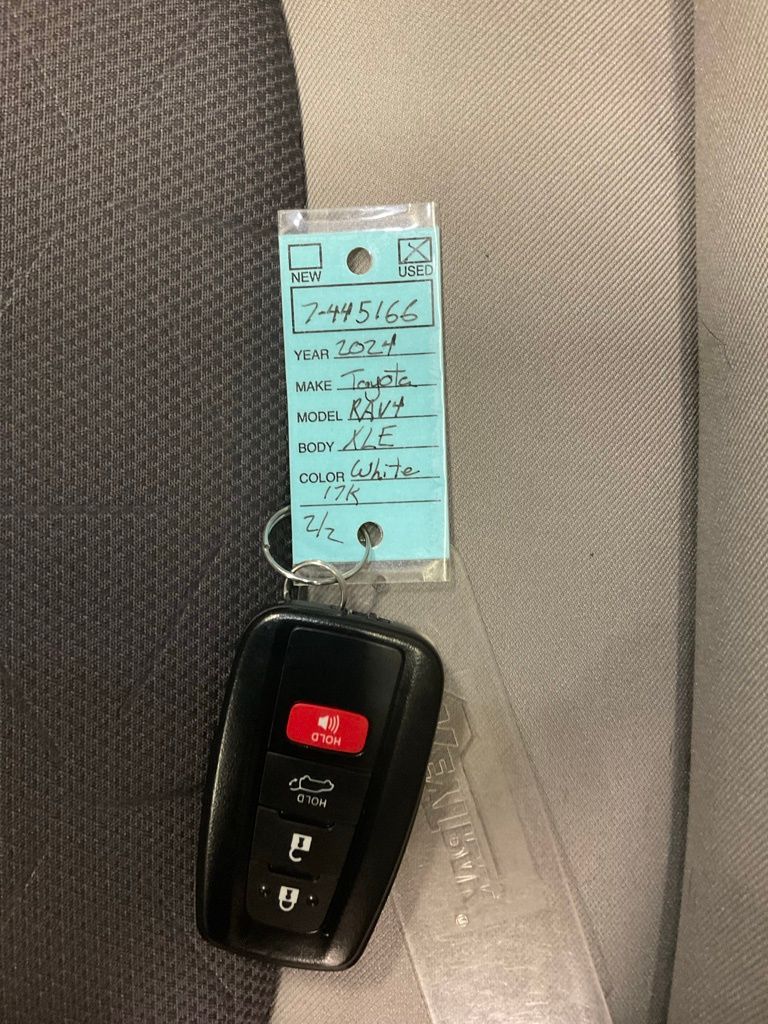 NEW
USED
7-445166
YEAR 2024
MAKE Toyota
MODEL RAV4
BODY XLE
COLOR White
17K
2/2
HOLD
HOLD